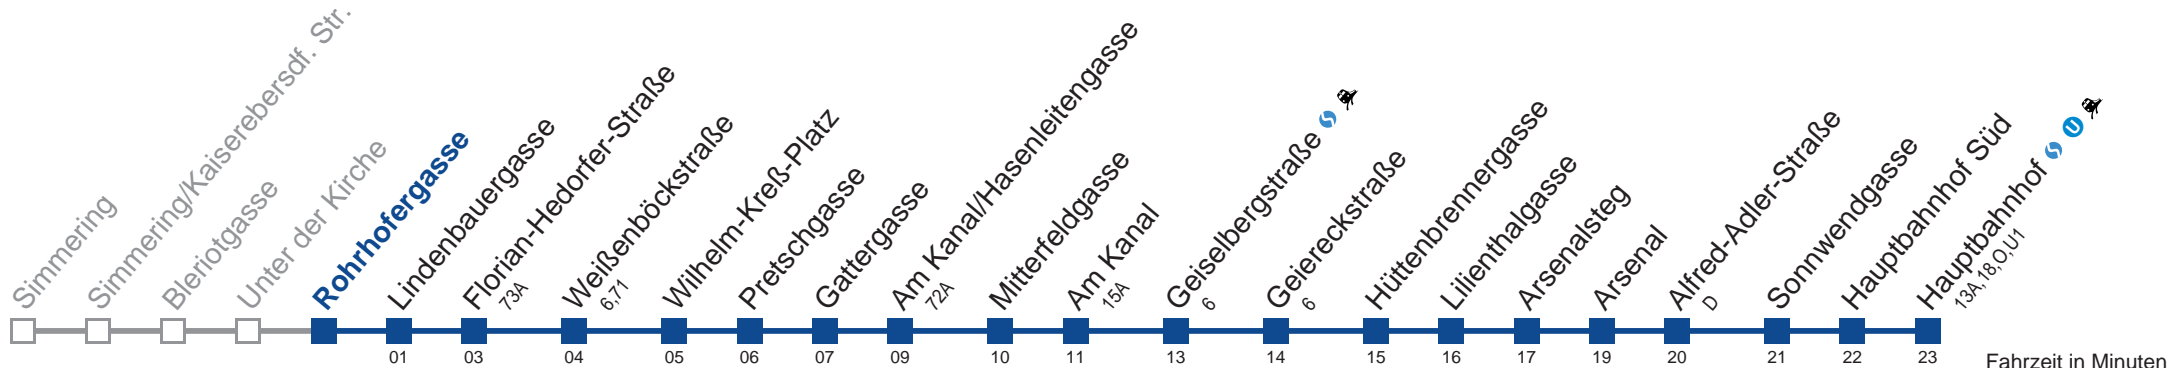 Simmering
Simmering/Kaiserebersdf. Str.
Bleriotgasse
Unter der Kirche
Rohrhofergasse
Lindenbauergasse
01
Florian-Hedorfer-Straße
73A
03
Weißenböckstraße
6,71
04
Wilhelm-Kreß-Platz
05
Pretschgasse
06
Gattergasse
07
Am Kanal/Hasenleitengasse
72A
09
Mitterfeldgasse
10
Am Kanal
15A
11
Geiselbergstraße S
6
13
Geiereckstraße
6
14
Hüttenbrennergasse
15
Lilienthalgasse
16
Arsenalsteg
17
Arsenal
19
Alfred-Adler-Straße
D
20
Sonnwendgasse
21
Hauptbahnhof Süd
22
Hauptbahnhof S U
13A,18,O,U1
23
Fahrzeit in Minuten